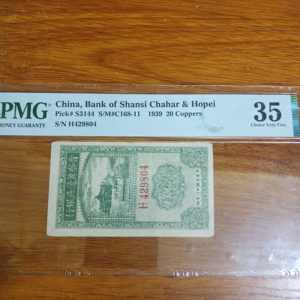 PMG
MONEY GUARANTY
China, Bank of Shansi Chahar & Hopei
Pick# S3144 S/M#C168-11 1939 20 Coppers
S/N H429804
35
Choice Very Fine
H 429804